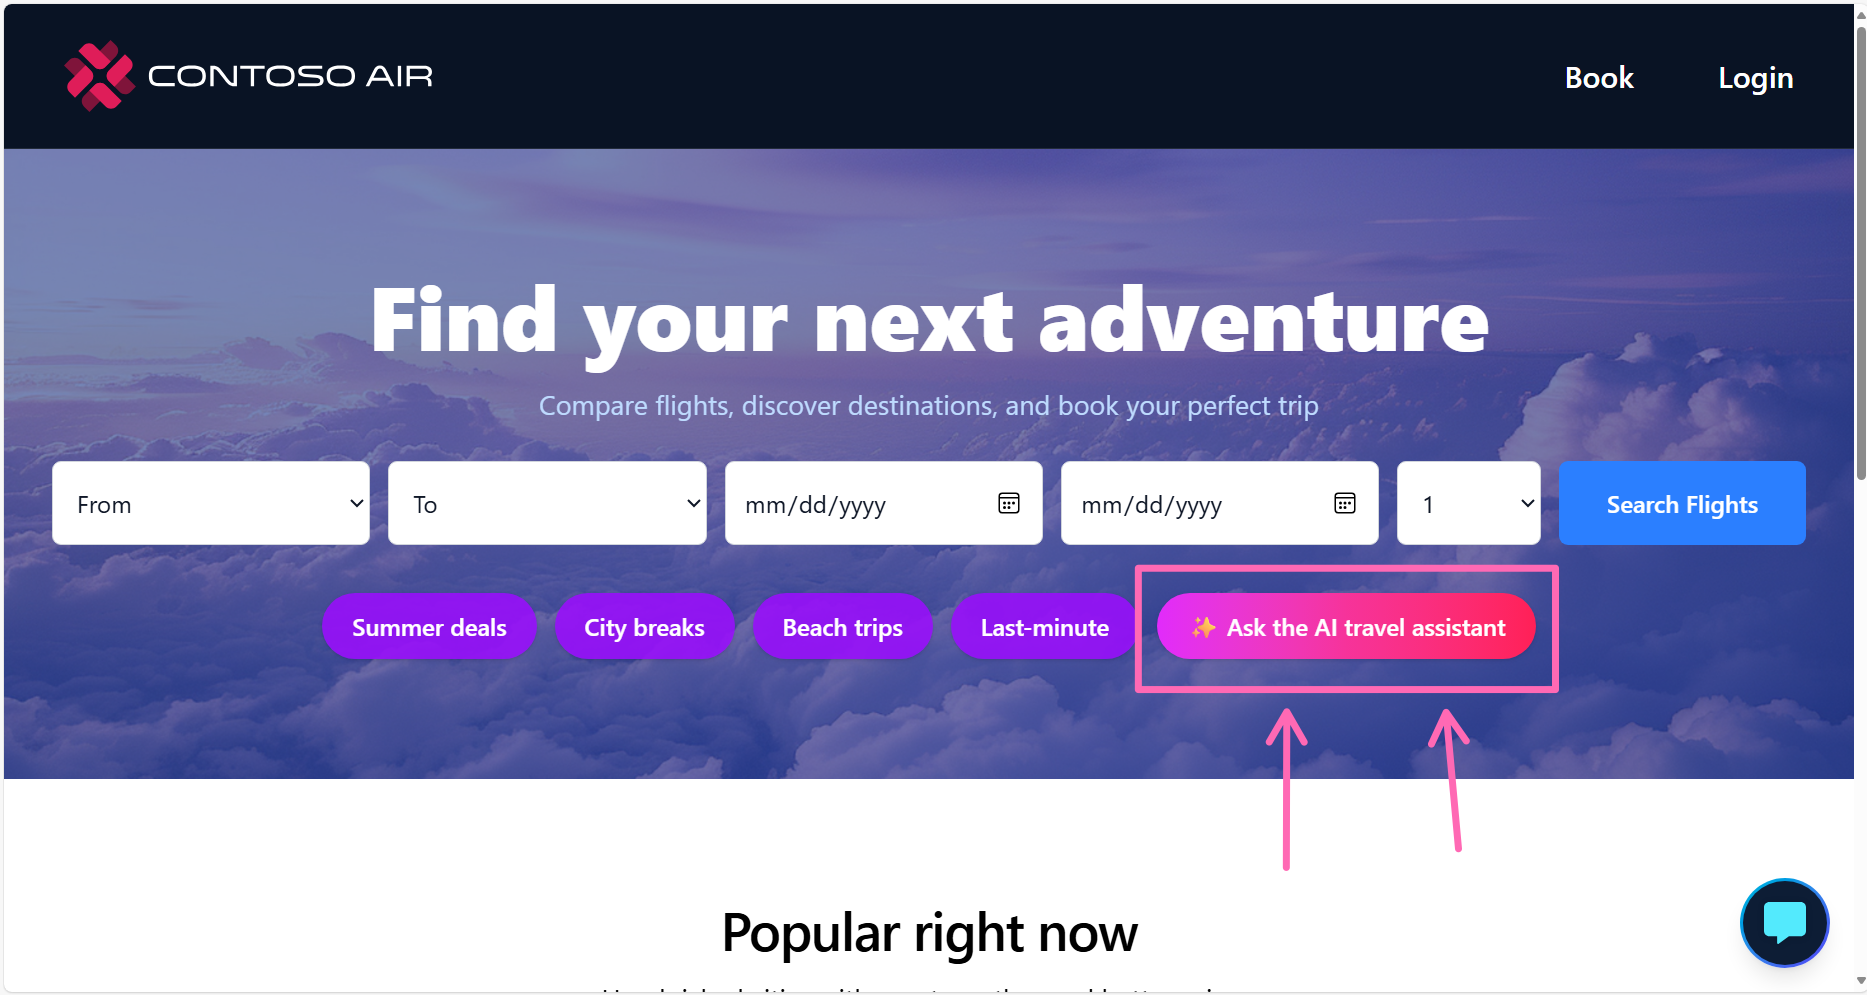 CONTOSO AIR
Book
Login
Find your next adventure
Compare flights, discover destinations, and book your perfect trip
From
To
mm/dd/yyyy
mm/dd/yyyy
1
Search Flights
Summer deals
City breaks
Beach trips
Last-minute
✨ Ask the AI travel assistant
Popular right now